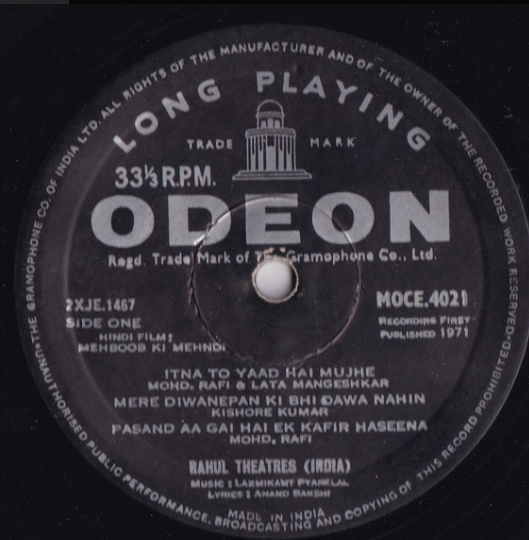 THE GRAMOPHONE CO. OF INDIA LTD. ALL RIGHTS OF THE MANUFACTURER AND OF THE OWNER OF THE RECORDED WORK RESERVED.
LONG PLAYING
TRADE MARK
33⅓ R.P.M.
ODEON
Regd. Trade Mark of The Gramophone Co., Ltd.
2XJE.1467
MOCE.4021
SIDE ONE
RECORDING FIRST
PUBLISHED 1971
HINDI FILM:
MEHBOOB KI MEHNDI
ITNA TO YAAD HAI MUJHE
MOHD. RAFI & LATA MANGESHKAR
MERE DIWANEPAN KI BHI DAWA NAHIN
KISHORE KUMAR
PASAND AA GAI HAI EK KAFIR HASEENA
MOHD. RAFI
RAHUL THEATRES (INDIA)
MUSIC : LAXMIKANT PYARELAL
LYRICS : ANAND BAKSHI
MADE IN INDIA
UNAUTHORISED PUBLIC PERFORMANCE, BROADCASTING AND COPYING OF THIS RECORD PROHIBITED.